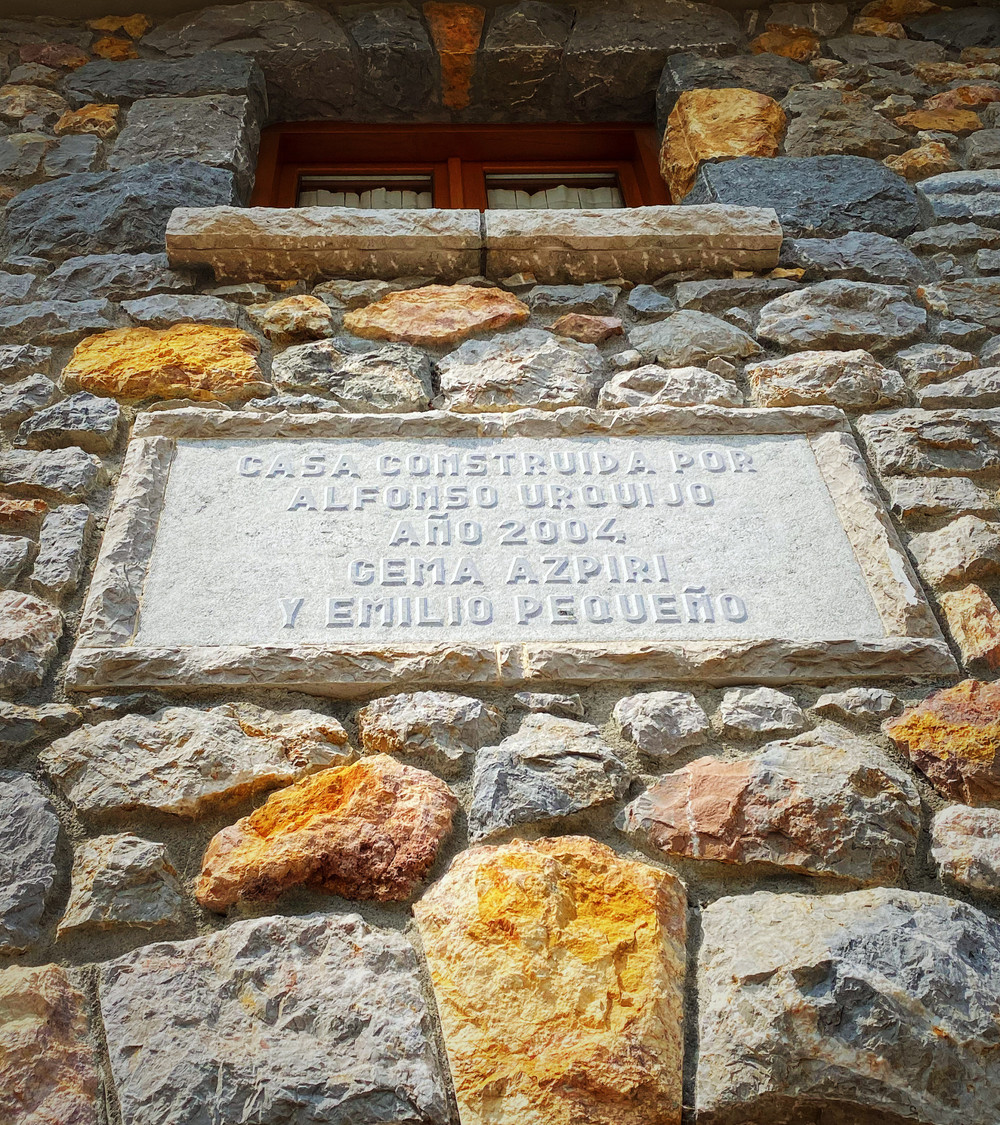 CASA CONSTRUIDA POR
ALFONSO URQUIJO
AÑO 2004
GEMA AZPIRI
Y EMILIO PEQUEÑO